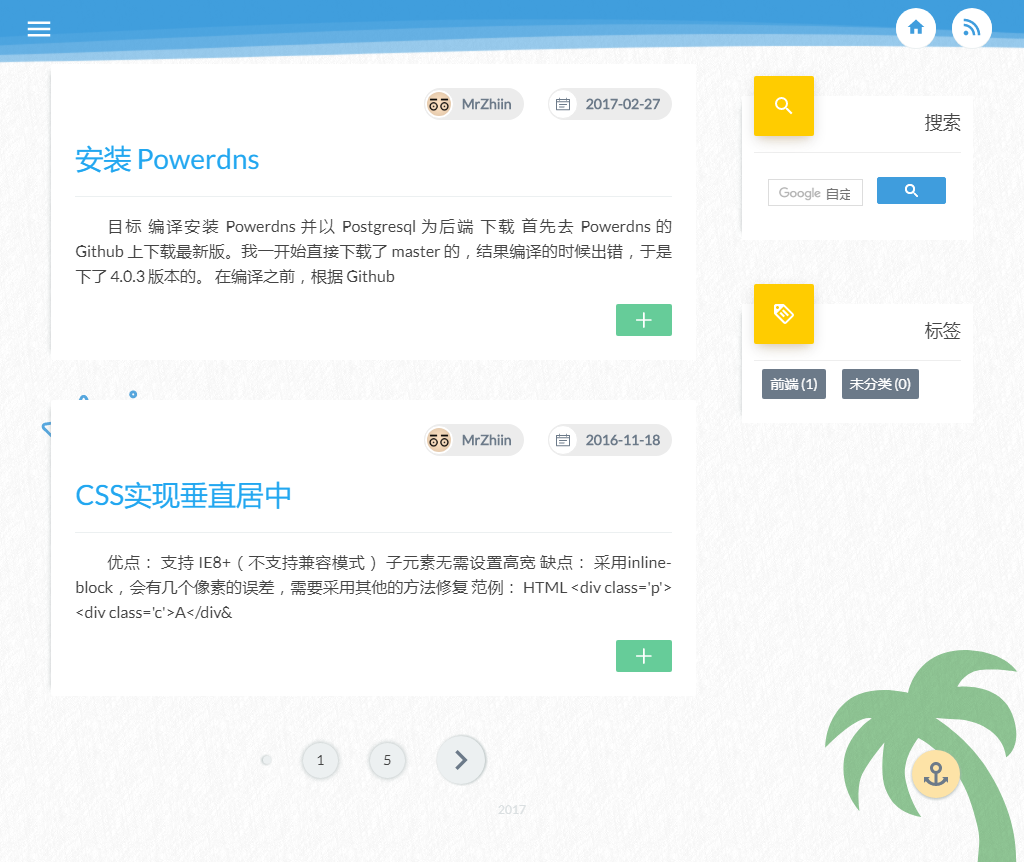 MrZhiin
2017-02-27
安装 Powerdns
目标 编译安装 Powerdns 并以 Postgresql 为后端 下载 首先去 Powerdns 的
Github 上下载最新版。我一开始直接下载了 master 的，结果编译的时候出错，于是
下了 4.0.3 版本的。 在编译之前，根据 Github
MrZhiin
2016-11-18
CSS实现垂直居中
优点： 支持 IE8+（不支持兼容模式） 子元素无需设置高宽 缺点： 采用inline-
block，会有几个像素的误差，需要采用其他的方法修复 范例： HTML <div class='p'>
<div class='c'>A</div&
1
5
2017
搜索
Google 自定
标签
前端 (1)
未分类 (0)